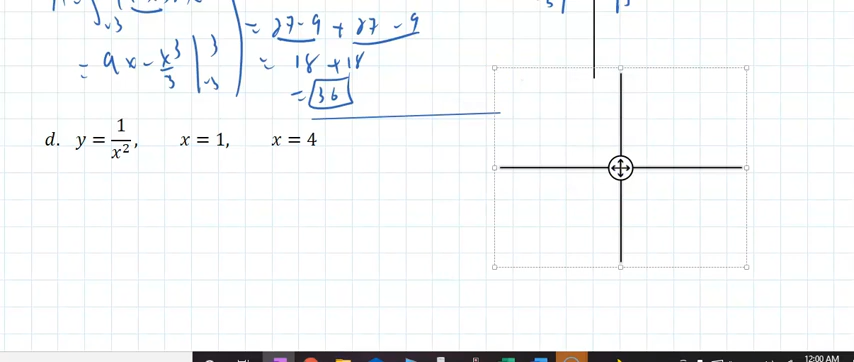 -3
= 27-9 + 27-9
= 9x - x³/3 | 3 -3
= 18 + 18
= 36
d. y = 1/x², x = 1, x = 4
12:00 AM